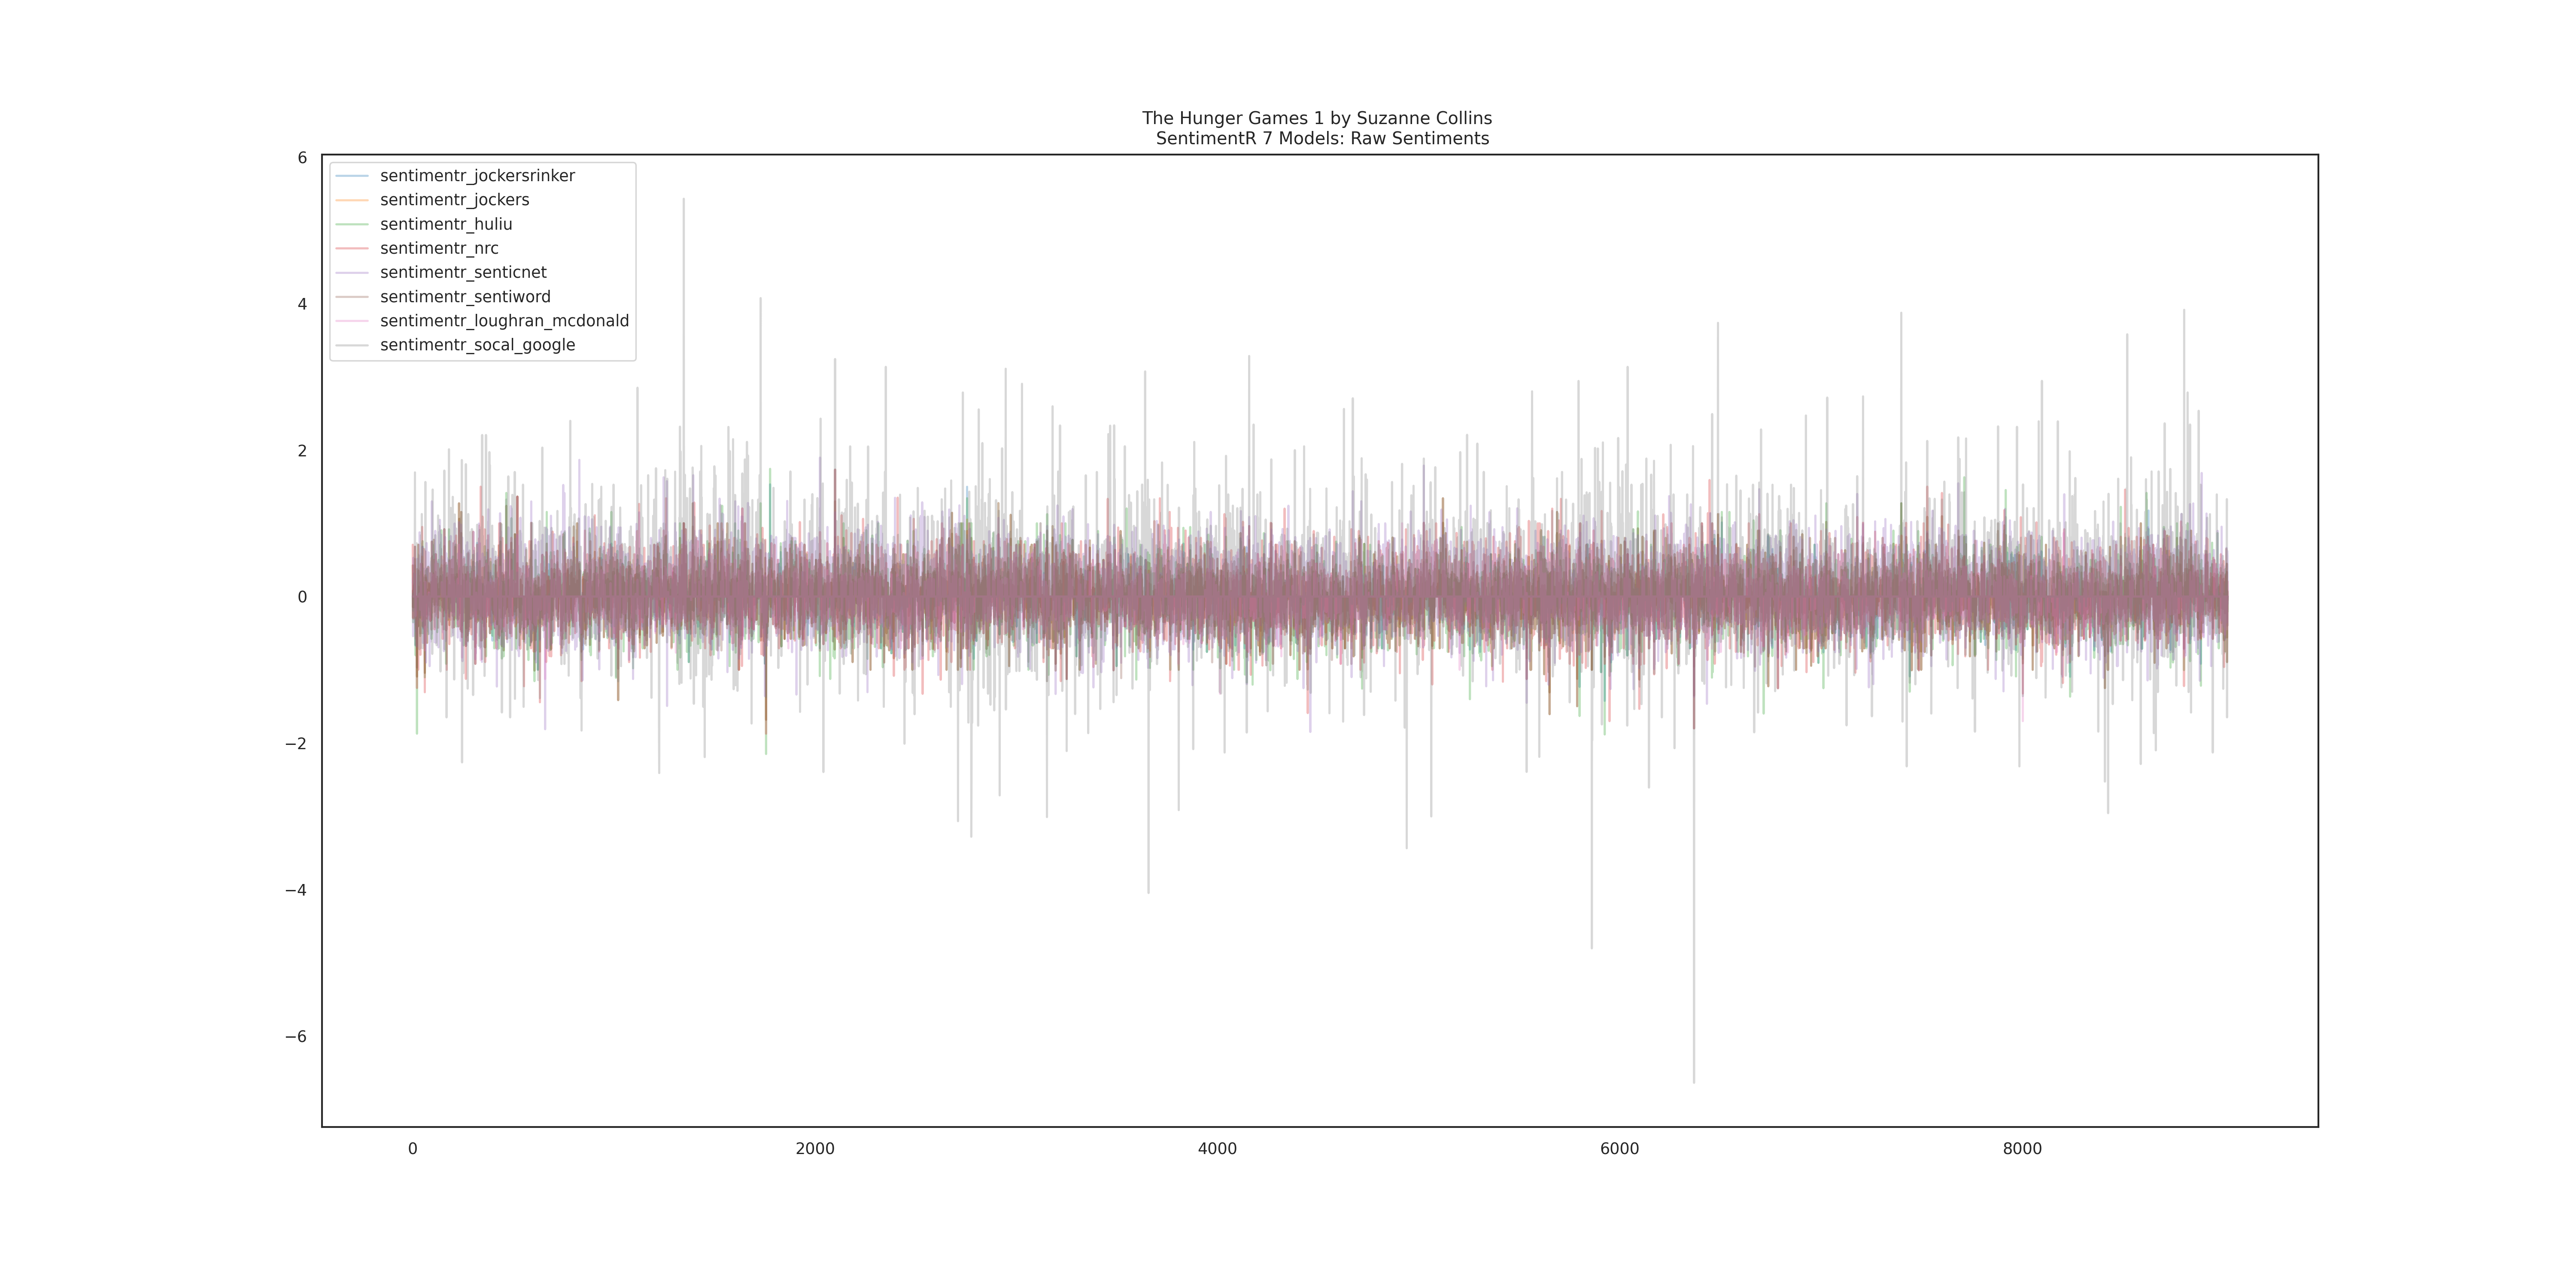 The Hunger Games 1 by Suzanne Collins
SentimentR 7 Models: Raw Sentiments
6
4
2
0
−2
−4
−6
sentimentr_jockersrinker
sentimentr_jockers
sentimentr_huliu
sentimentr_nrc
sentimentr_senticnet
sentimentr_sentiword
sentimentr_loughran_mcdonald
sentimentr_socal_google
0 2000 4000 6000 8000